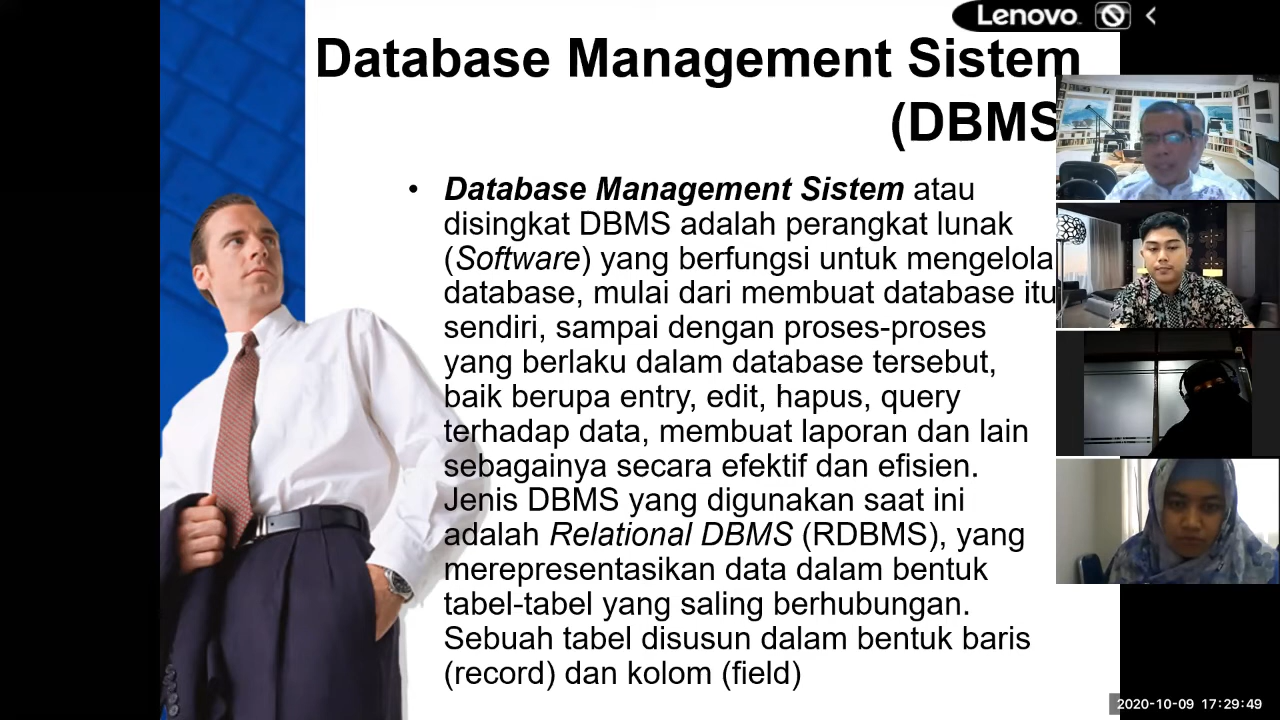 Lenovo
Database Management Sistem
(DBMS
• Database Management Sistem atau
disingkat DBMS adalah perangkat lunak
(Software) yang berfungsi untuk mengelola
database, mulai dari membuat database itu
sendiri, sampai dengan proses-proses
yang berlaku dalam database tersebut,
baik berupa entry, edit, hapus, query
terhadap data, membuat laporan dan lain
sebagainya secara efektif dan efisien.
Jenis DBMS yang digunakan saat ini
adalah Relational DBMS (RDBMS), yang
merepresentasikan data dalam bentuk
tabel-tabel yang saling berhubungan.
Sebuah tabel disusun dalam bentuk baris
(record) dan kolom (field)
2020-10-09 17:29:49